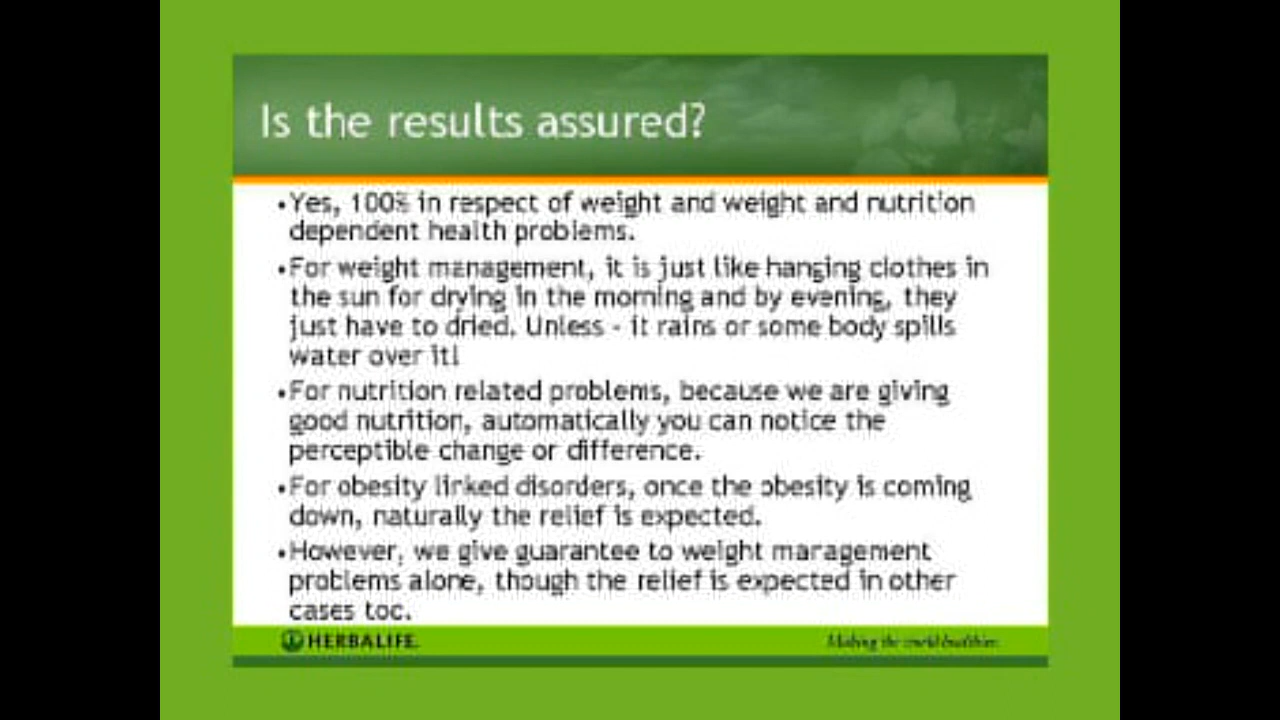 Is the results assured?
•Yes, 100% in respect of weight and weight and nutrition
dependent health problems.
•For weight management, it is just like hanging clothes in
the sun for drying in the morning and by evening, they
just have to dried. Unless - it rains or some body spills
water over it!
•For nutrition related problems, because we are giving
good nutrition, automatically you can notice the
perceptible change or difference.
•For obesity linked disorders, once the obesity is coming
down, naturally the relief is expected.
•However, we give guarantee to weight management
problems alone, though the relief is expected in other
cases too.
HERBALIFE.
Making the world healthier.